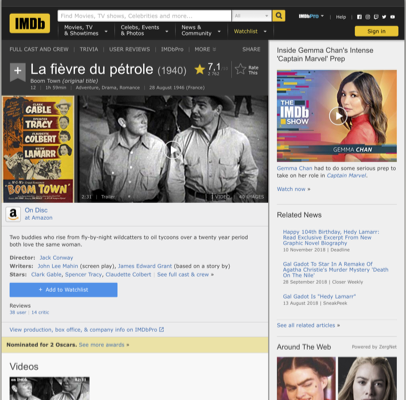 IMDb
Find Movies, TV shows, Celebrities and more...
All
IMDbPro
Help
Movies, TV
& Showtimes
Celebs, Events
& Photos
News &
Community
Watchlist
Sign in
FULL CAST AND CREW | TRIVIA | USER REVIEWS | IMDbPro | MORE
SHARE
La fièvre du pétrole (1940)
Boom Town (original title)
12 | 1h 59min | Adventure, Drama, Romance | 28 August 1946 (France)
7,1
Rate
This
CLARK
GABLE
SPENCER
TRACY
CLAUDETTE
COLBERT
HEDY
LAMARR
BOOM TOWN
2:37 | Trailer
VIDEO
IMAGES
On Disc
at Amazon
Two buddies who rise from fly-by-night wildcatters to oil tycoons over a twenty year period
both love the same woman.
Director: Jack Conway
Writers: John Lee Mahin (screen play), James Edward Grant (based on a story by)
Stars: Clark Gable, Spencer Tracy, Claudette Colbert | See full cast & crew »
+ Add to Watchlist
Reviews
38 user | 14 critic
View production, box office, & company info on IMDbPro
Nominated for 2 Oscars. See more awards »
Videos
Inside Gemma Chan's Intense
'Captain Marvel' Prep
THE
IMDb
SHOW
GEMMA CHAN
Gemma Chan had to do some serious prep to
take on her role in Captain Marvel.
Watch now »
Related News
Happy 104th Birthday, Hedy Lamarr:
Read Exclusive Excerpt From New
Graphic Novel Biography
10 November 2018 | Deadline
Gal Gadot To Star In A Remake Of
Agatha Christie's Murder Mystery 'Death
On The Nile'
28 September 2018 | Closer Weekly
Gal Gadot Is "Hedy Lamarr"
13 August 2018 | SneakPeek
See all related articles »
Around The Web
Powered by ZergNet